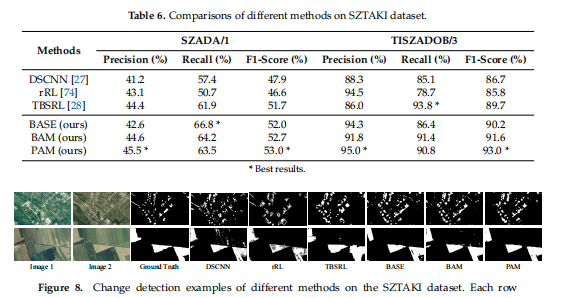 Table 6. Comparisons of different methods on SZTAKI dataset.
Methods SZADA/1 TISZADOB/3
Precision (%) Recall (%) F1-Score (%) Precision (%) Recall (%) F1-Score (%)
DSCNN [27] 41.2 57.4 47.9 88.3 85.1 86.7
rRL [74] 43.1 50.7 46.6 94.5 78.7 85.8
TBSRL [28] 44.4 61.9 51.7 86.0 93.8 * 89.7
BASE (ours) 42.6 66.8 * 52.0 94.3 86.4 90.2
BAM (ours) 44.6 64.2 52.7 91.8 91.4 91.6
PAM (ours) 45.5 * 63.5 53.0 * 95.0 * 90.8 93.0 *
* Best results.
Image 1 Image 2 Ground Truth DSCNN rRL TBSRL BASE BAM PAM
Figure 8. Change detection examples of different methods on the SZTAKI dataset. Each row